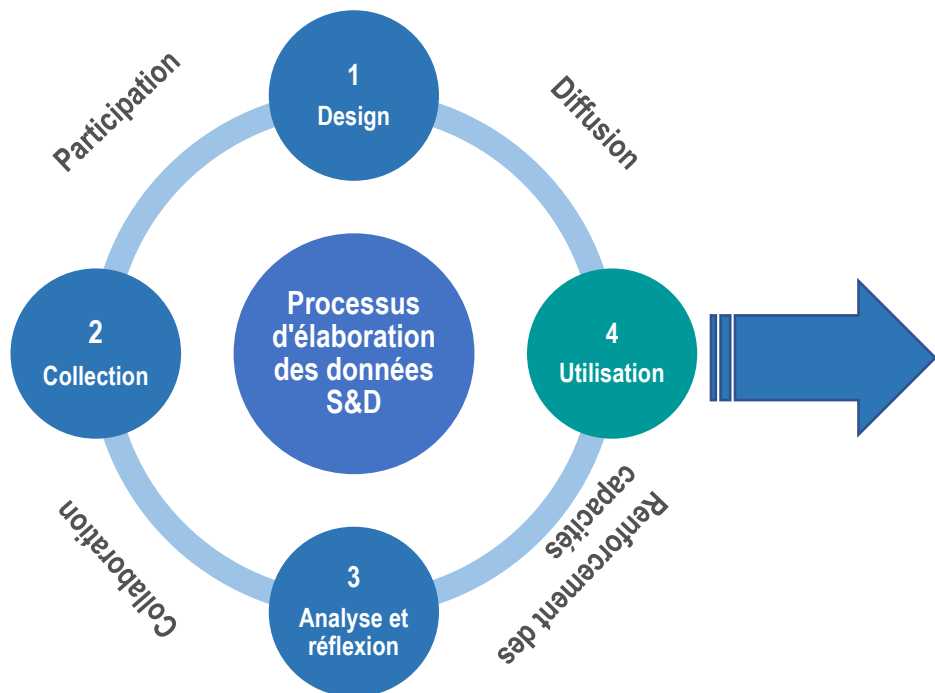 Participation
1
Design
Diffusion
2
Collection
Processus
d'élaboration
des données
S&D
4
Utilisation
Collaboration
3
Analyse et
réflexion
Renforcement des
capacités